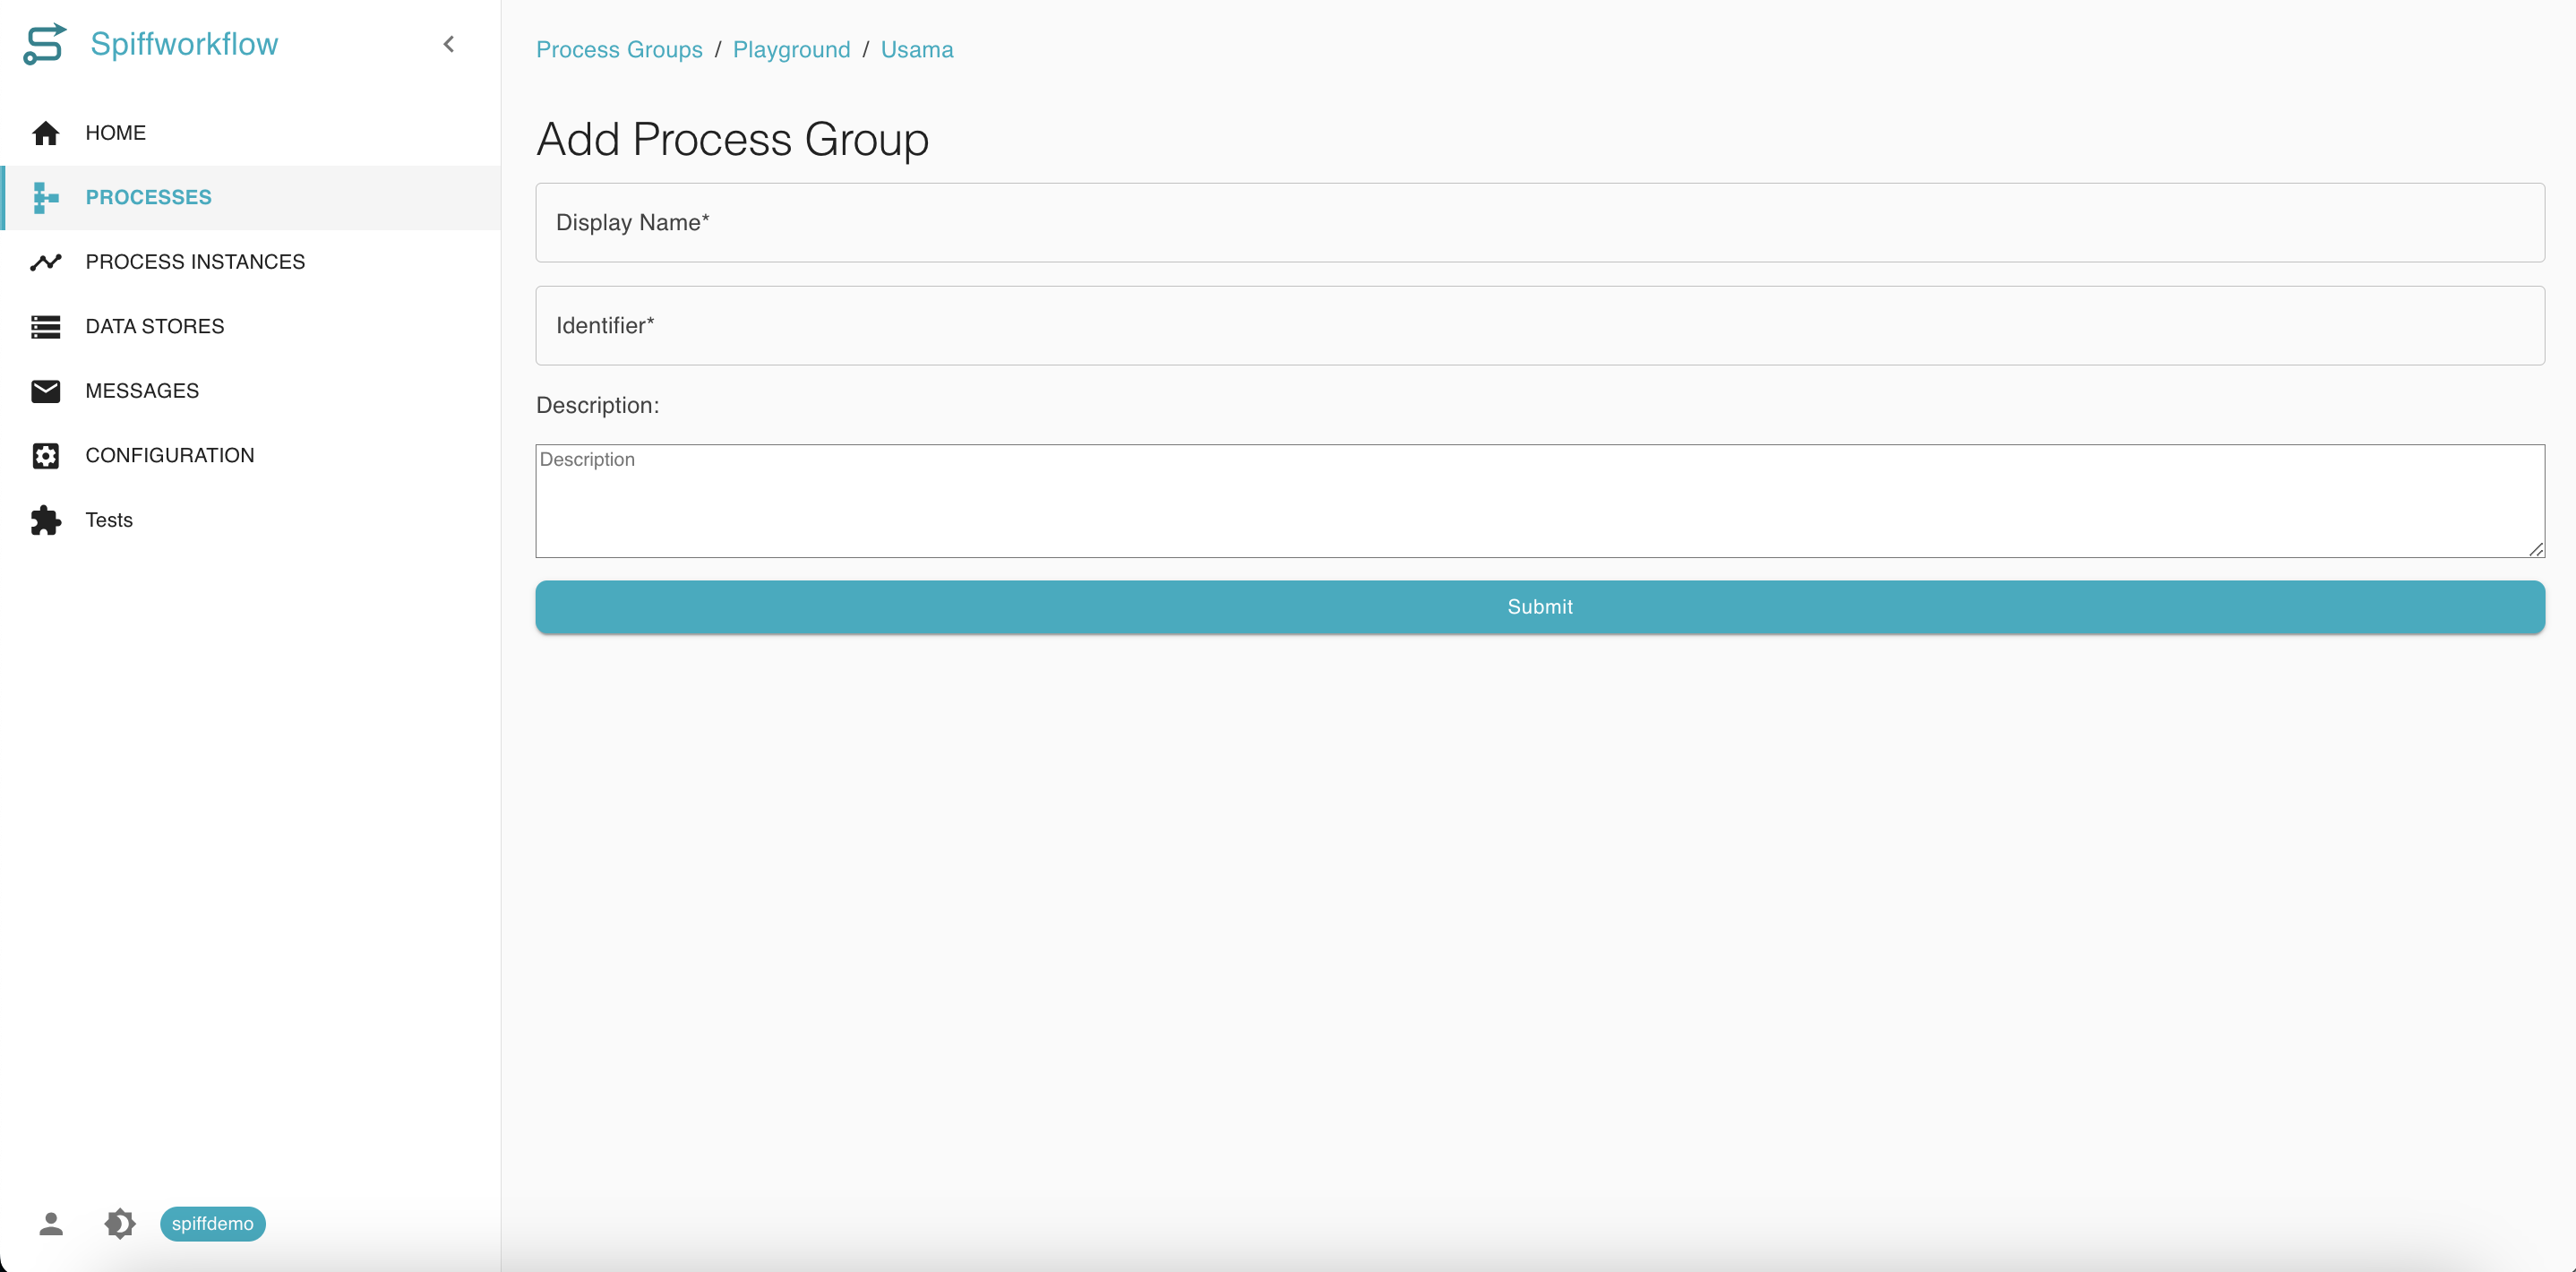 Spiffworkflow
HOME
PROCESSES
PROCESS INSTANCES
DATA STORES
MESSAGES
CONFIGURATION
Tests
spiffdemo
Process Groups / Playground / Usama
Add Process Group
Display Name*
Identifier*
Description:
Description
Submit